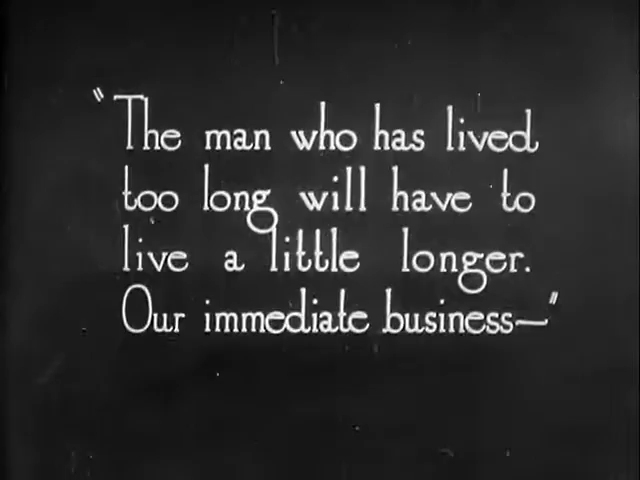 "The man who has lived
too long will have to
live a little longer.
Our immediate business—"